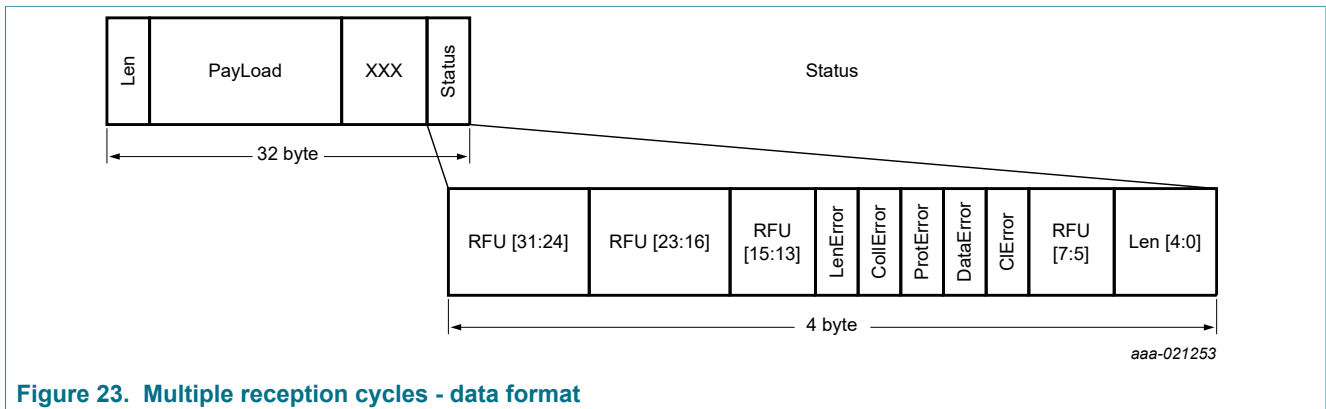 Len
PayLoad
XXX
Status
Status
32 byte
RFU [31:24]
RFU [23:16]
RFU
[15:13]
LenError
CollError
ProtError
DataError
ClError
RFU
[7:5]
Len [4:0]
4 byte
aaa-021253
Figure 23. Multiple reception cycles - data format